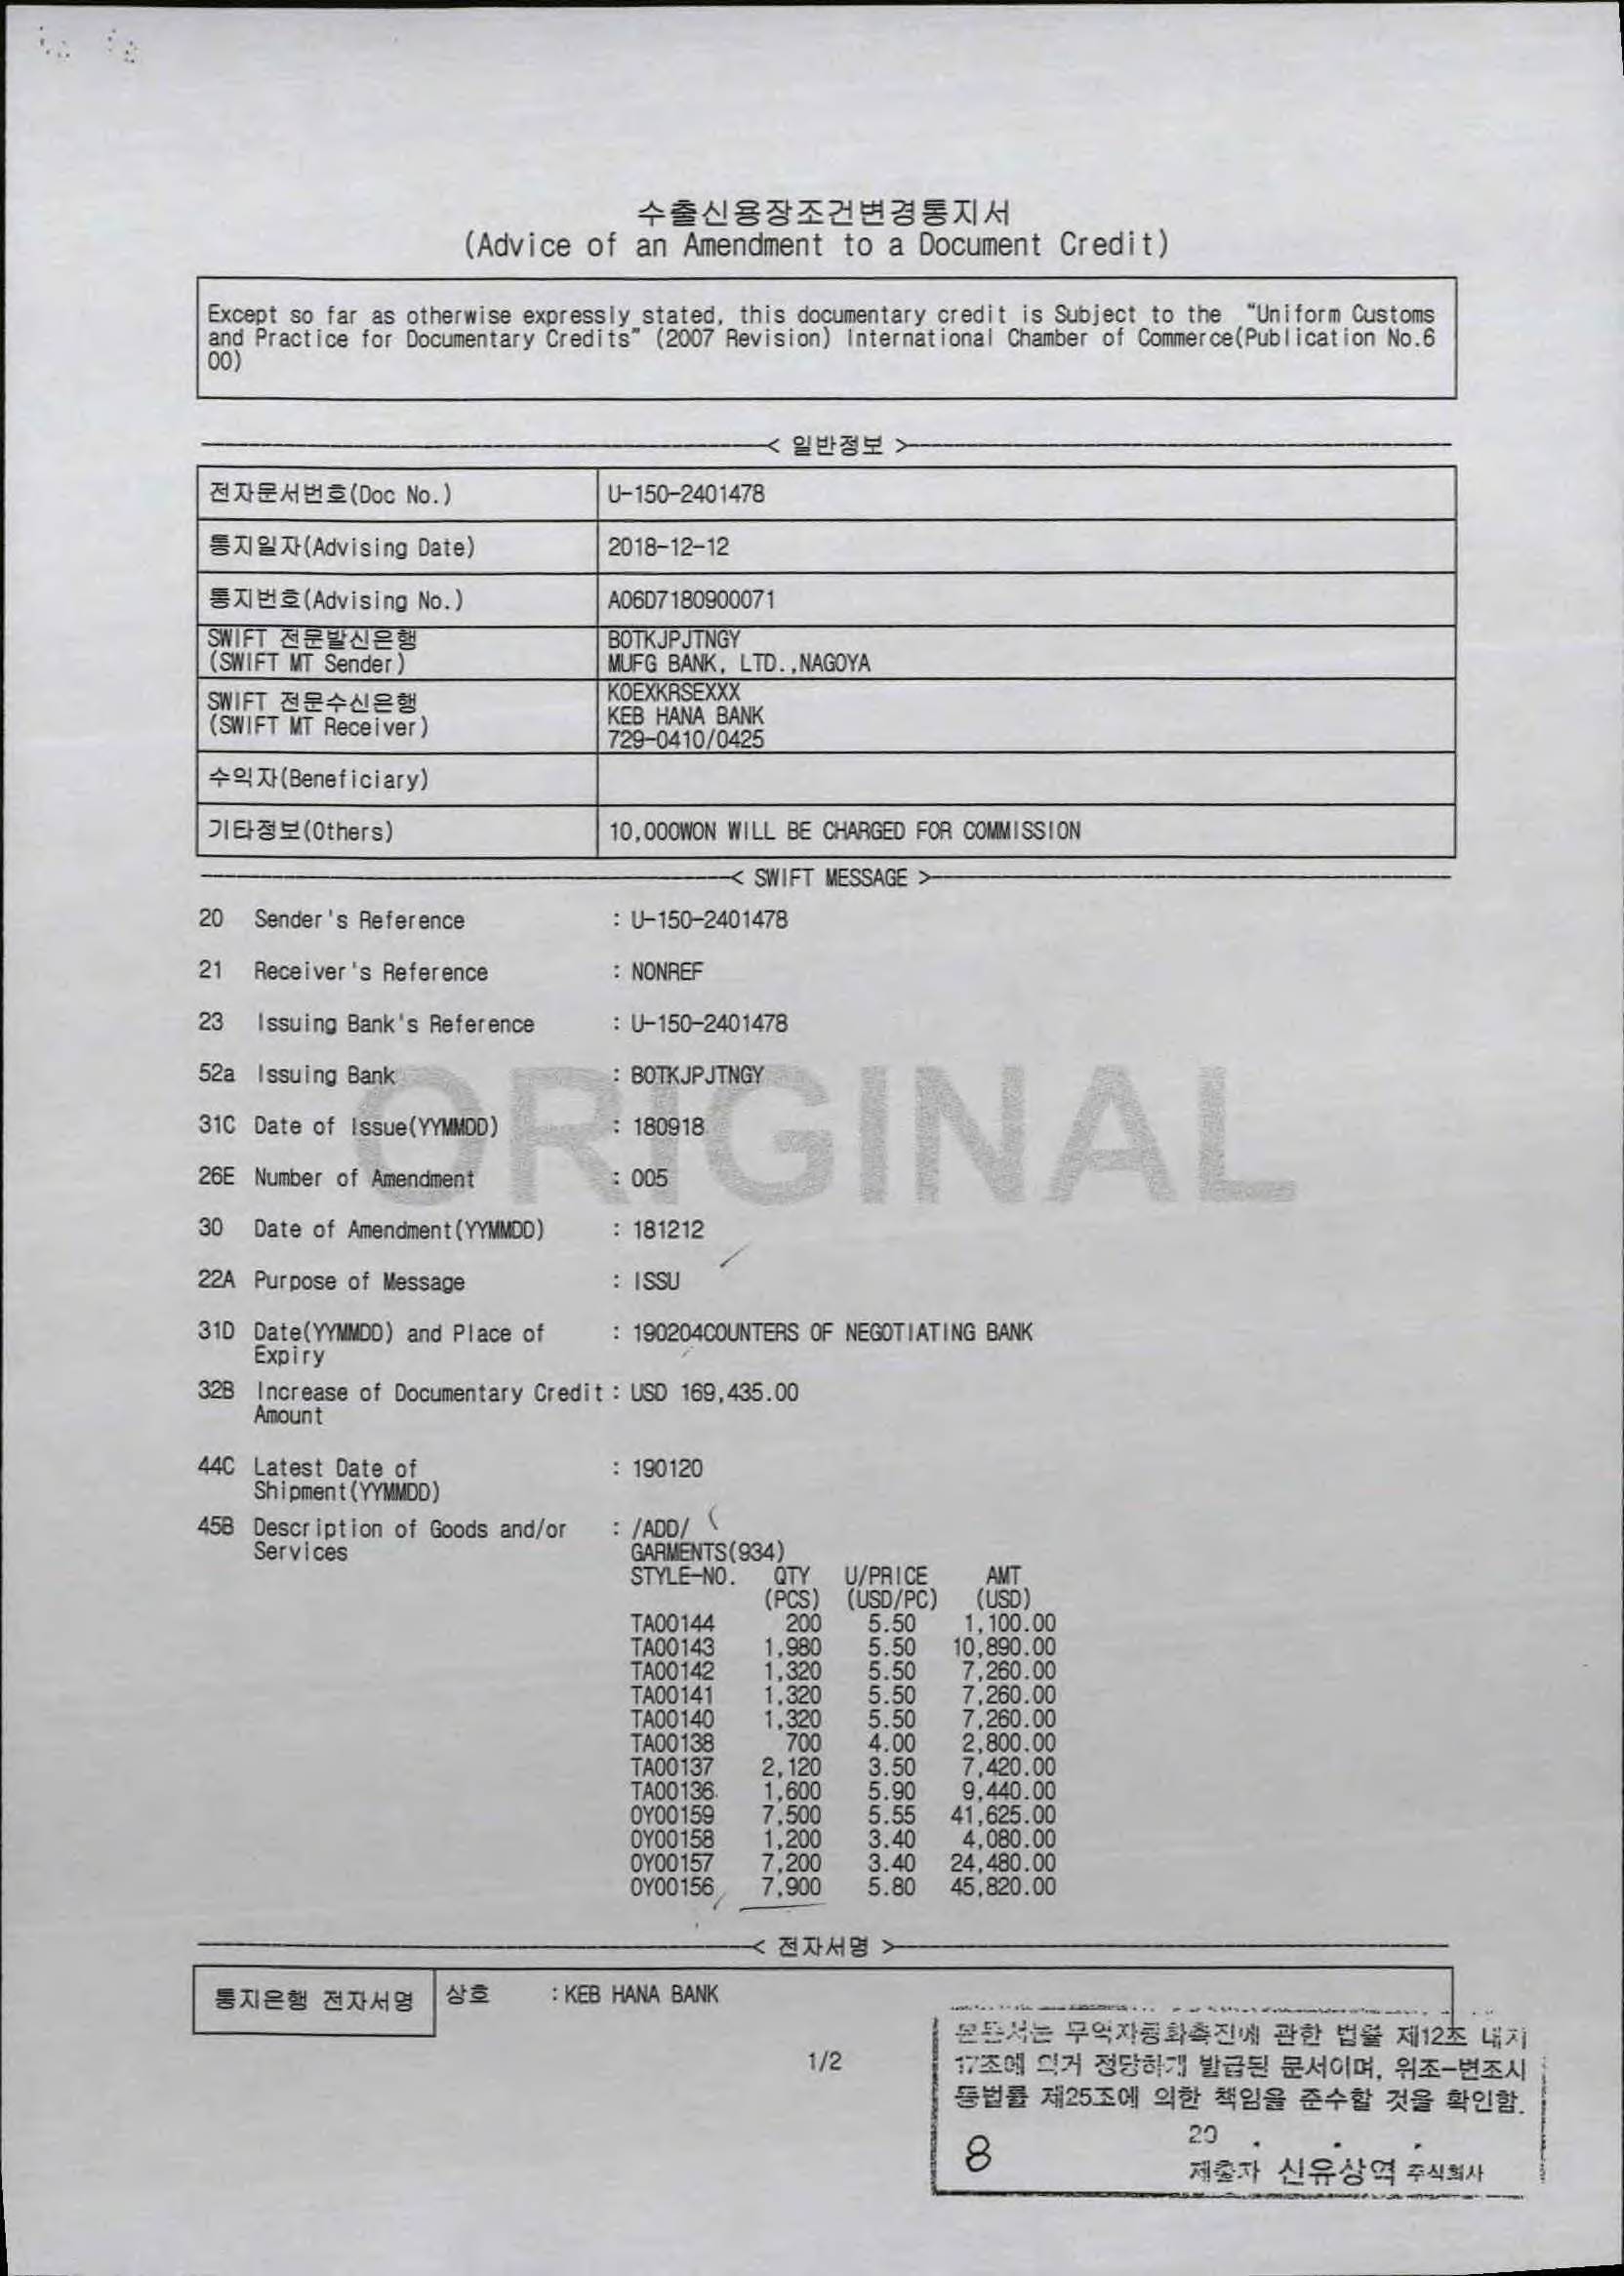 수출신용장조건변경통지서
(Advice of an Amendment to a Document Credit)
Except so far as otherwise expressly stated, this documentary credit is Subject to the "Uniform Customs
and Practice for Documentary Credits" (2007 Revision) International Chamber of Commerce(Publication No.6
00)
< 일반정보 >
전자문서번호(Doc No.) U-150-2401478
통지일자(Advising Date) 2018-12-12
통지번호(Advising No.) A06D7180900071
SWIFT 전문발신은행 BOTKJPJTNGY
(SWIFT MT Sender) MUFG BANK, LTD.,NAGOYA
KOEXKRSEXXX
SWIFT 전문수신은행 KEB HANA BANK
(SWIFT MT Receiver) 729-0410/0425
수익자(Beneficiary)
기타정보(Others) 10,000WON WILL BE CHARGED FOR COMMISSION
< SWIFT MESSAGE >
20 Sender's Reference : U-150-2401478
21 Receiver's Reference : NONREF
23 Issuing Bank's Reference : U-150-2401478
52a Issuing Bank : BOTKJPJTNGY
ORIGINAL
31C Date of Issue(YYMMDD) : 180918
26E Number of Amendment : 005
30 Date of Amendment(YYMMDD) : 181212
22A Purpose of Message : ISSU
31D Date(YYMMDD) and Place of : 190204COUNTERS OF NEGOTIATING BANK
Expiry
32B Increase of Documentary Credit : USD 169,435.00
Amount
44C Latest Date of : 190120
Shipment(YYMMDD)
45B Description of Goods and/or : /ADD/
Services GARMENTS(934)
STYLE-NO. QTY U/PRICE AMT
(PCS) (USD/PC) (USD)
TA00144 200 5.50 1,100.00
TA00143 1,980 5.50 10,890.00
TA00142 1,320 5.50 7,260.00
TA00141 1,320 5.50 7,260.00
TA00140 1,320 5.50 7,260.00
TA00138 700 4.00 2,800.00
TA00137 2,120 3.50 7,420.00
TA00136 1,600 5.90 9,440.00
OY00159 7,500 5.55 41,625.00
OY00158 1,200 3.40 4,080.00
OY00157 7,200 3.40 24,480.00
OY00156 7,900 5.80 45,820.00
< 전자서명 >
통지은행 전자서명 상호 : KEB HANA BANK
1/2
본문서는 무역자동화촉진에 관한 법률 제12조 내지
17조에 의거 정당하게 발급된 문서이며, 위조-변조시
동법률 제25조에 의한 책임을 준수할 것을 확인함.
20 . . .
8
제출자 신유상역 주식회사